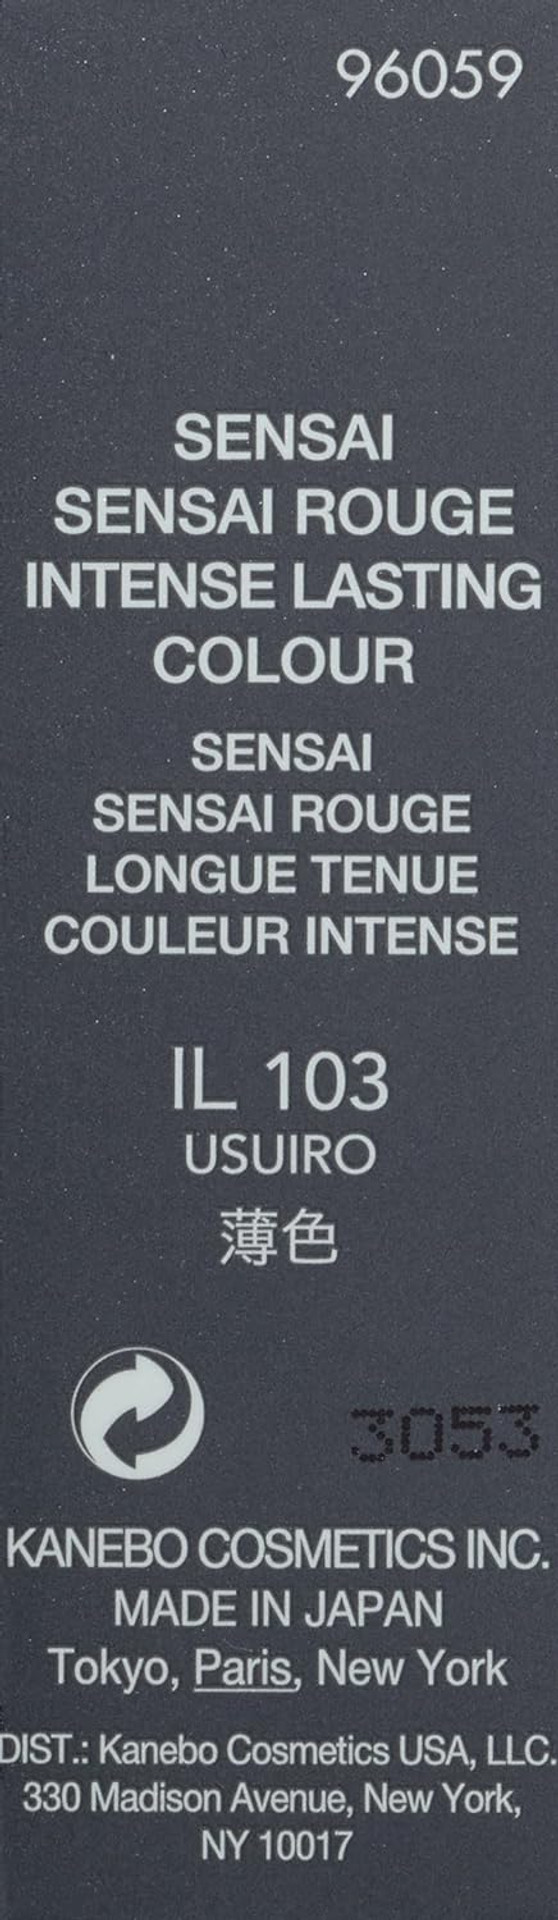 96059
SENSAI
SENSAI ROUGE
INTENSE LASTING
COLOUR
SENSAI
SENSAI ROUGE
LONGUE TENUE
COULEUR INTENSE
IL 103
USUIRO
薄色
3053
KANEBO COSMETICS INC.
MADE IN JAPAN
Tokyo, Paris, New York
DIST.: Kanebo Cosmetics USA, LLC.
330 Madison Avenue, New York,
NY 10017